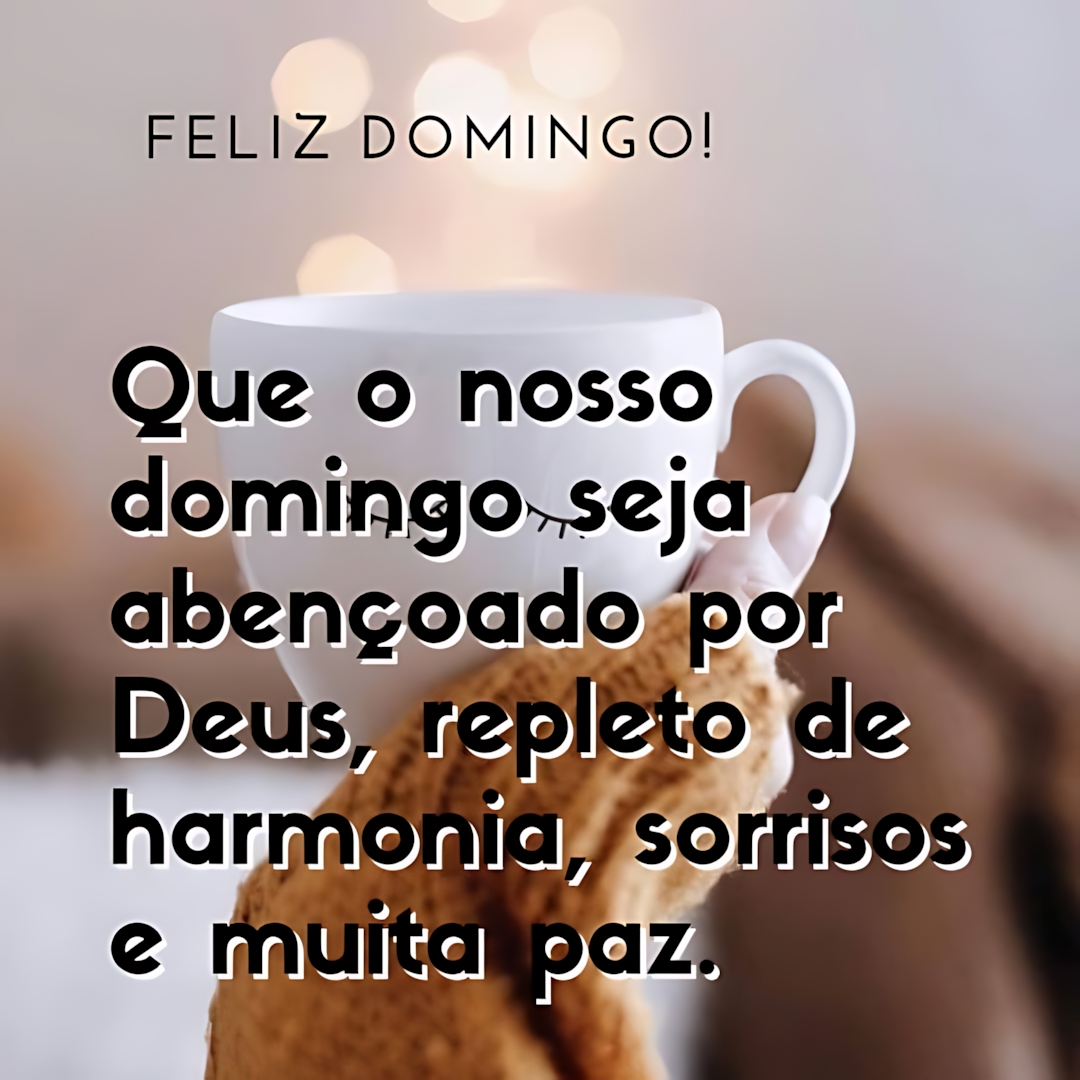 FELIZ DOMINGO!
Que o nosso
domingo seja
abençoado por
Deus, repleto de
harmonia, sorrisos
e muita paz.